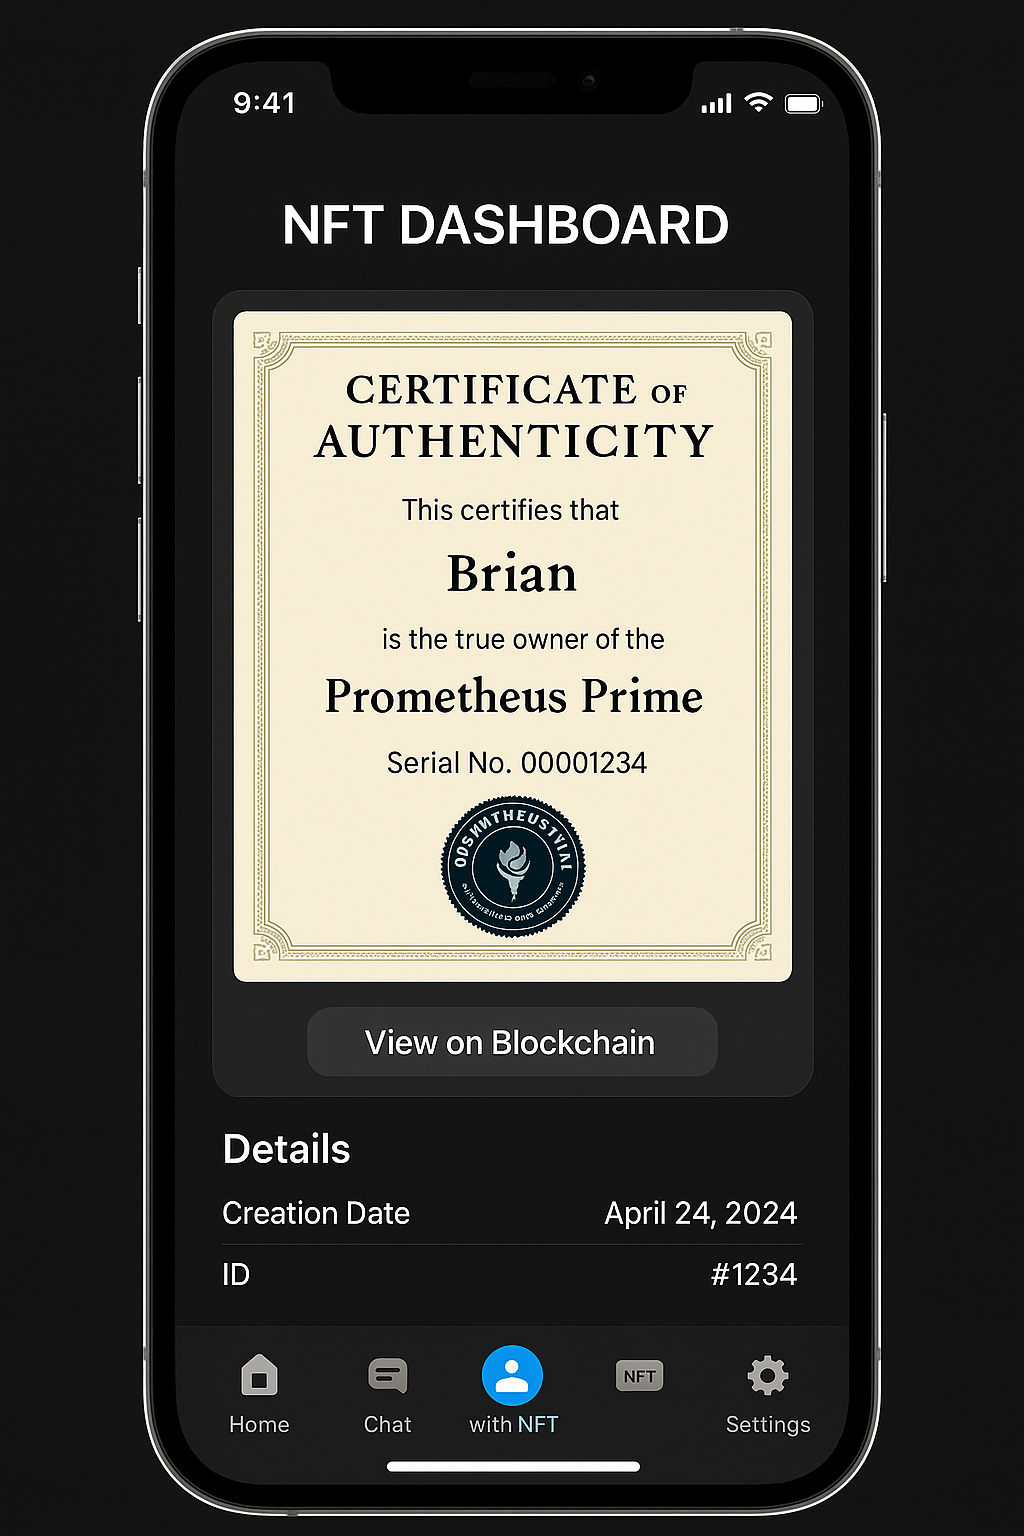 9:41
NFT DASHBOARD
CERTIFICATE OF
AUTHENTICITY
This certifies that
Brian
is the true owner of the
Prometheus Prime
Serial No. 00001234
View on Blockchain
Details
Creation Date April 24, 2024
ID #1234
NFT
Home Chat with NFT Settings